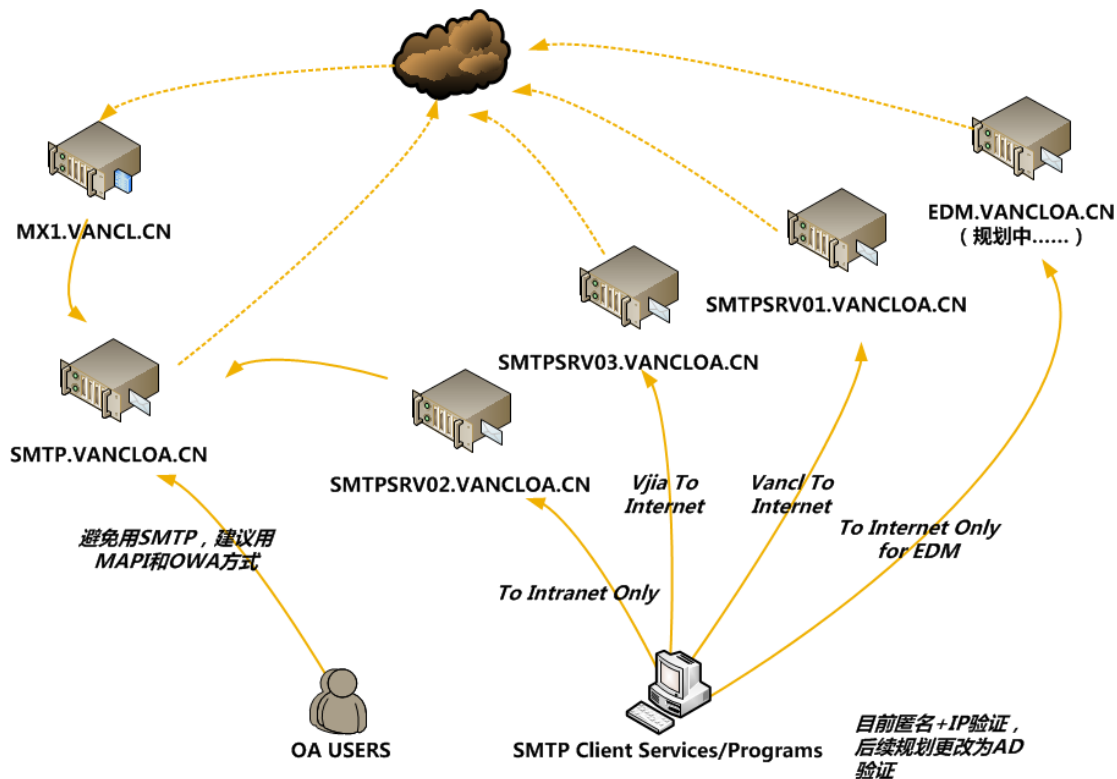 MX1.VANCL.CN
EDM.VANCLOA.CN
（规划中......）
SMTPSRV01.VANCLOA.CN
SMTPSRV03.VANCLOA.CN
SMTP.VANCLOA.CN
SMTPSRV02.VANCLOA.CN
Vjia To
Internet
Vancl To
Internet
To Internet Only
for EDM
避免用SMTP，建议用
MAPI和OWA方式
To Intranet Only
OA USERS
SMTP Client Services/Programs
目前匿名+IP验证，
后续规划更改为AD
验证